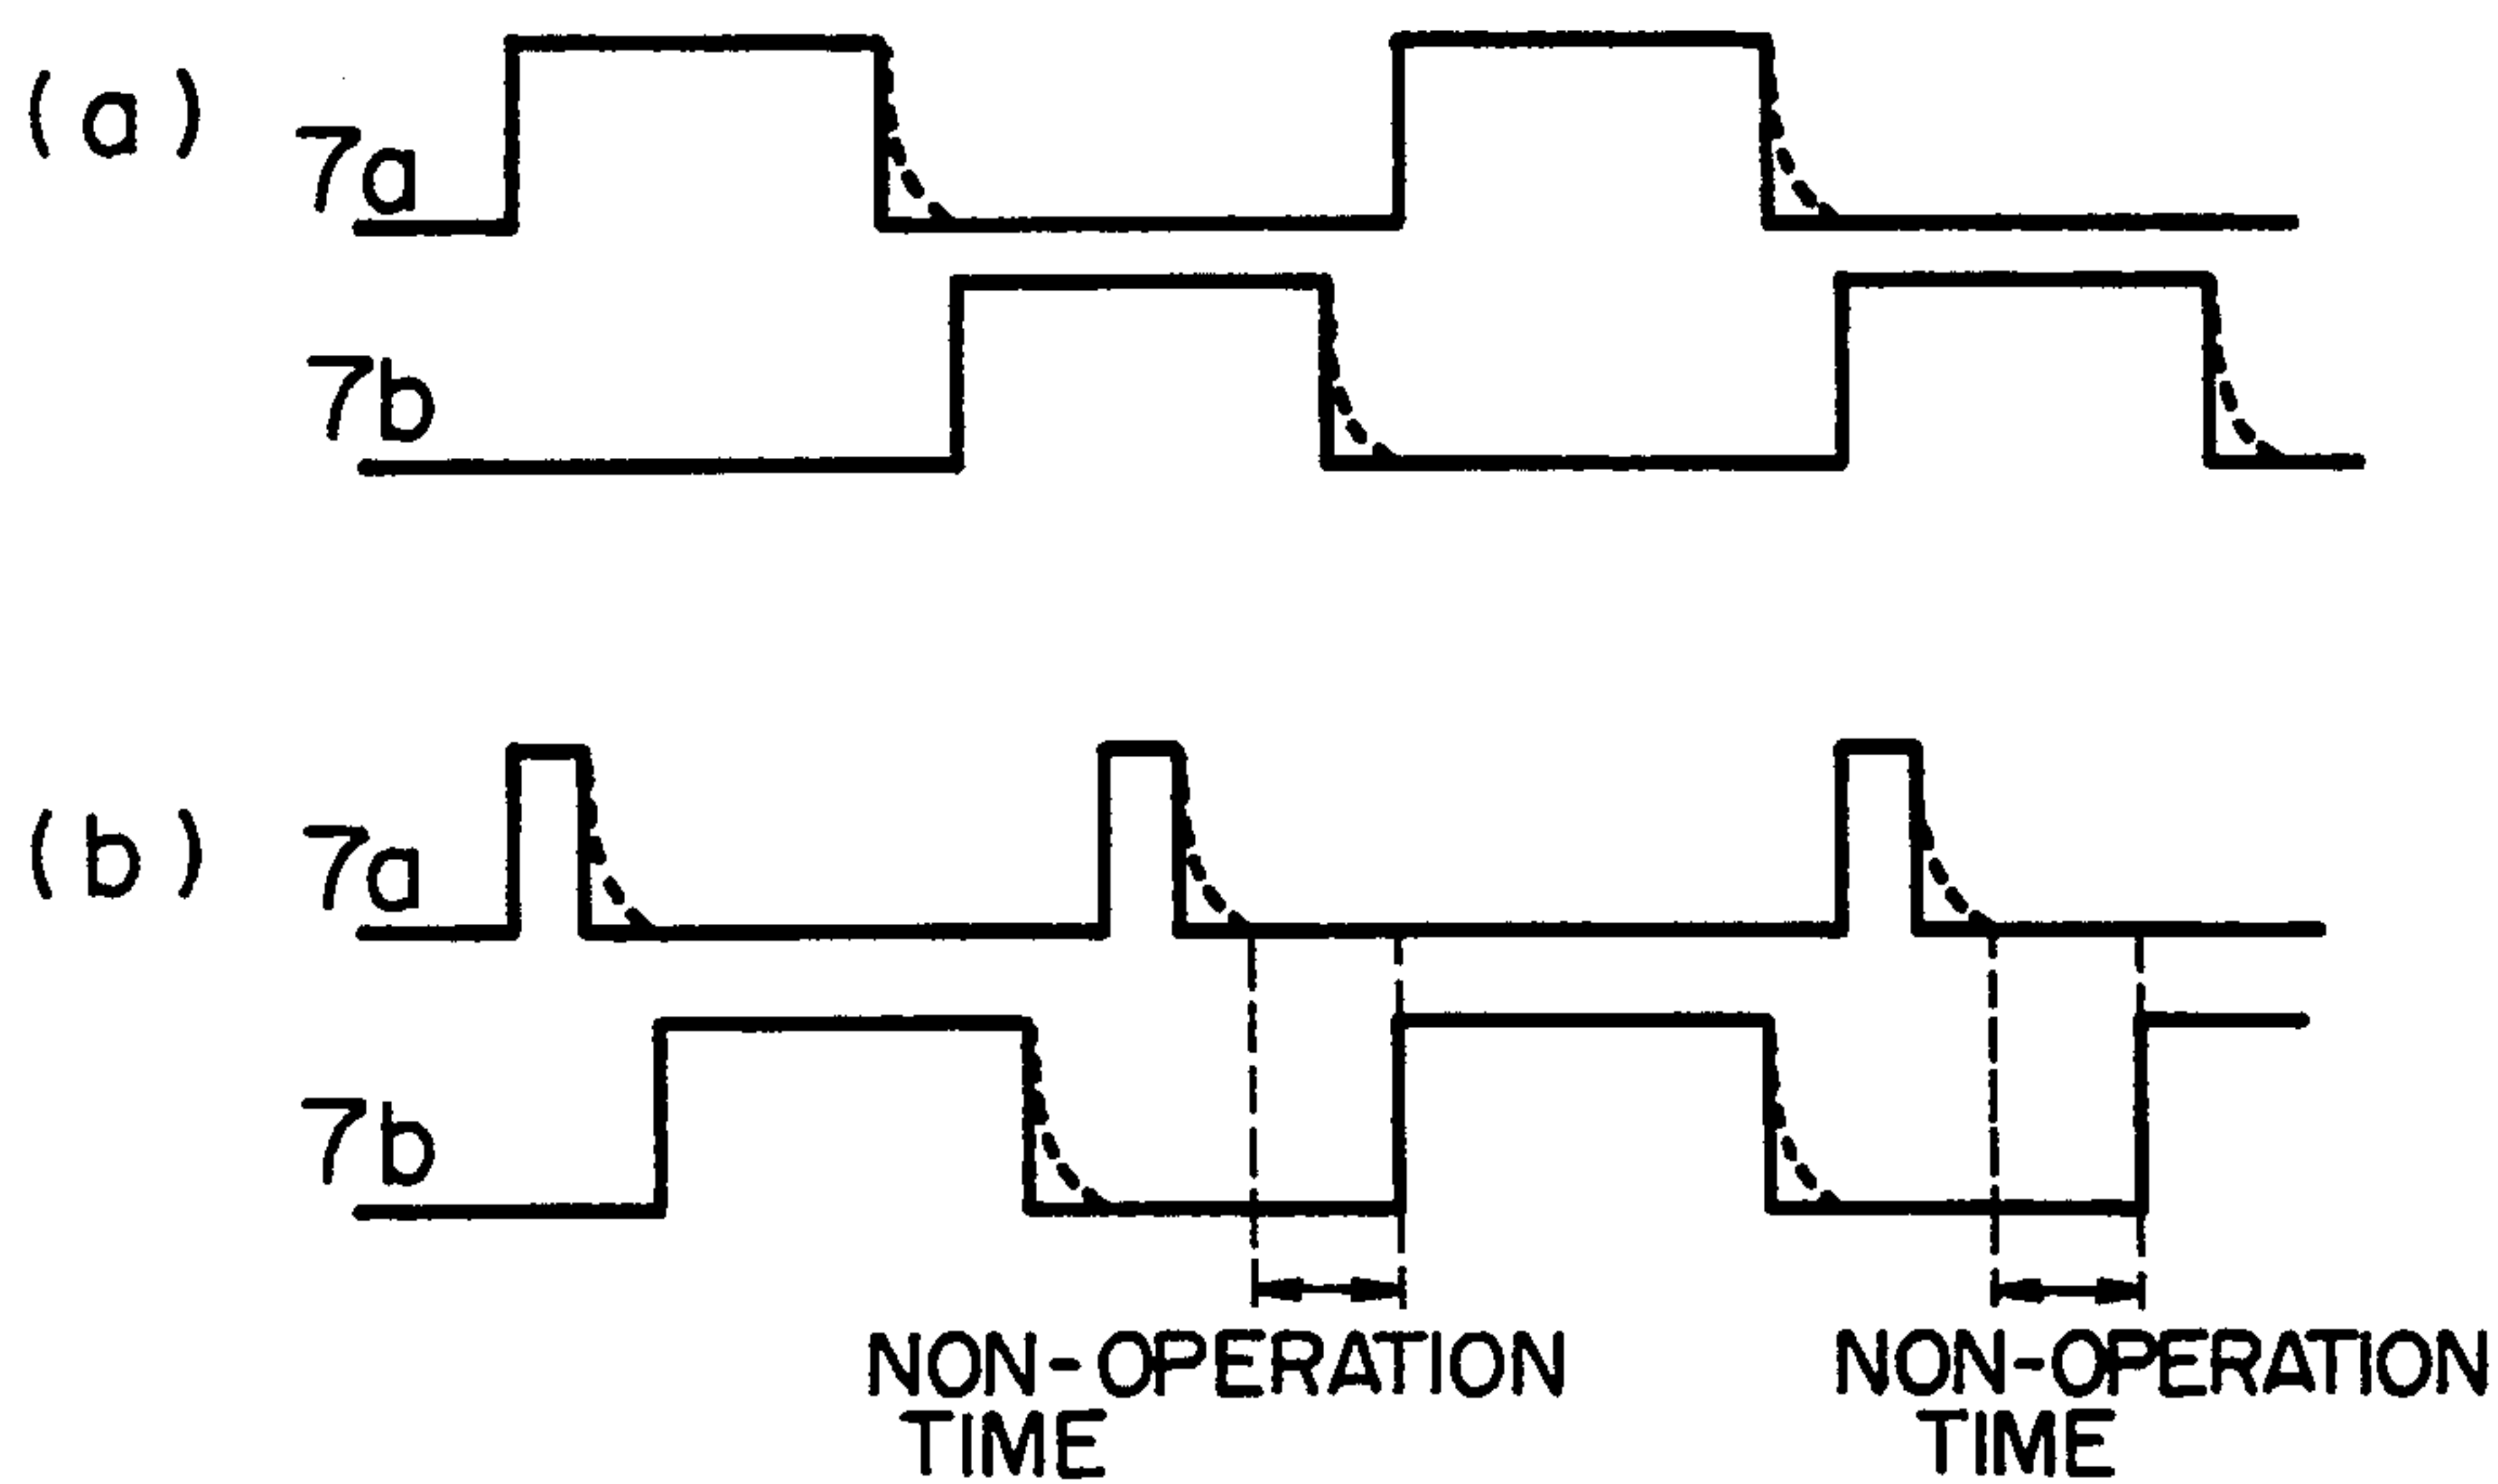 (a)
7a
7b
(b)
7a
7b
NON-OPERATION
TIME
NON-OPERATION
TIME